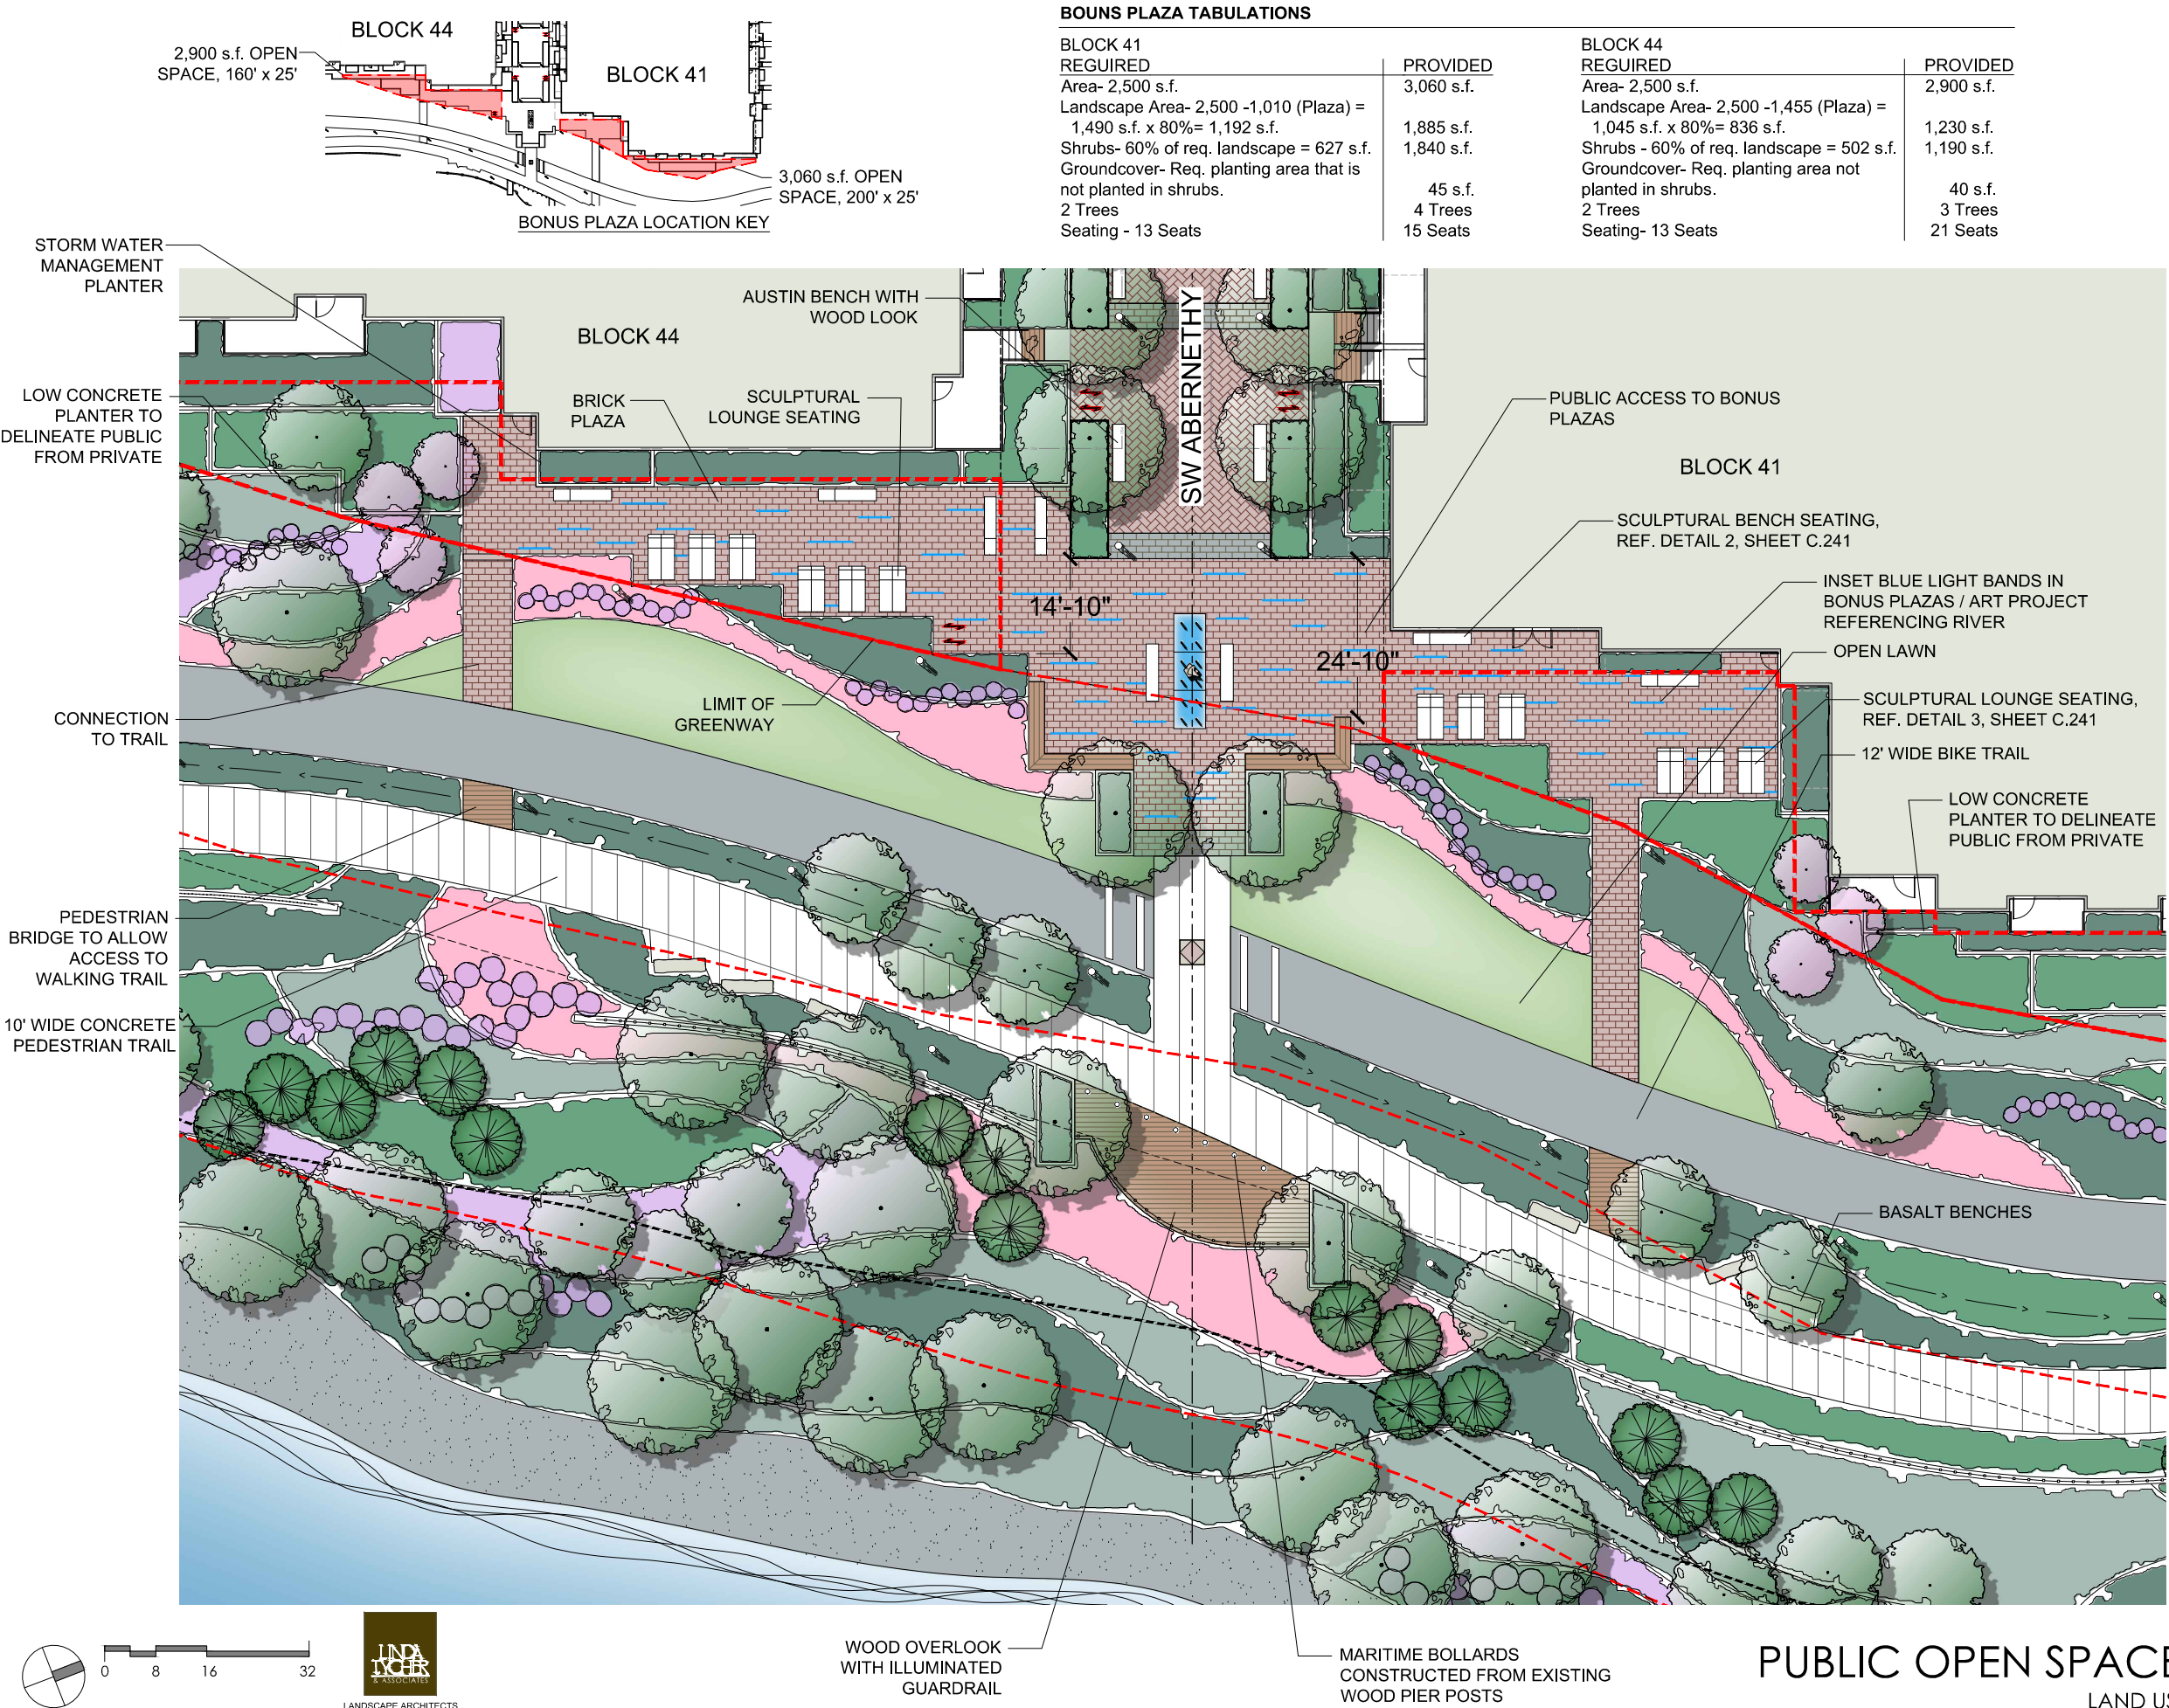 BLOCK 44
2,900 s.f. OPEN
SPACE, 160' x 25'
BLOCK 41
3,060 s.f. OPEN
SPACE, 200' x 25'
BONUS PLAZA LOCATION KEY
BOUNS PLAZA TABULATIONS
BLOCK 41
REGUIRED PROVIDED
Area- 2,500 s.f. 3,060 s.f.
Landscape Area- 2,500 -1,010 (Plaza) =
1,490 s.f. x 80%= 1,192 s.f. 1,885 s.f.
Shrubs- 60% of req. landscape = 627 s.f. 1,840 s.f.
Groundcover- Req. planting area that is
not planted in shrubs. 45 s.f.
2 Trees 4 Trees
Seating - 13 Seats 15 Seats
BLOCK 44
REGUIRED PROVIDED
Area- 2,500 s.f. 2,900 s.f.
Landscape Area- 2,500 -1,455 (Plaza) =
1,045 s.f. x 80%= 836 s.f. 1,230 s.f.
Shrubs - 60% of req. landscape = 502 s.f. 1,190 s.f.
Groundcover- Req. planting area not
planted in shrubs. 40 s.f.
2 Trees 3 Trees
Seating- 13 Seats 21 Seats
STORM WATER
MANAGEMENT
PLANTER
LOW CONCRETE
PLANTER TO
DELINEATE PUBLIC
FROM PRIVATE
CONNECTION
TO TRAIL
PEDESTRIAN
BRIDGE TO ALLOW
ACCESS TO
WALKING TRAIL
10' WIDE CONCRETE
PEDESTRIAN TRAIL
BLOCK 44
AUSTIN BENCH WITH
WOOD LOOK
BRICK
PLAZA
SCULPTURAL
LOUNGE SEATING
SW ABERNETHY
14'-10"
24'-10"
LIMIT OF
GREENWAY
PUBLIC ACCESS TO BONUS
PLAZAS
BLOCK 41
SCULPTURAL BENCH SEATING,
REF. DETAIL 2, SHEET C.241
INSET BLUE LIGHT BANDS IN
BONUS PLAZAS / ART PROJECT
REFERENCING RIVER
OPEN LAWN
SCULPTURAL LOUNGE SEATING,
REF. DETAIL 3, SHEET C.241
12' WIDE BIKE TRAIL
LOW CONCRETE
PLANTER TO DELINEATE
PUBLIC FROM PRIVATE
BASALT BENCHES
WOOD OVERLOOK
WITH ILLUMINATED
GUARDRAIL
MARITIME BOLLARDS
CONSTRUCTED FROM EXISTING
WOOD PIER POSTS
0 8 16 32
LINDA
TYCHER
& ASSOCIATES
LANDSCAPE ARCHITECTS
PUBLIC OPEN SPACE
LAND US